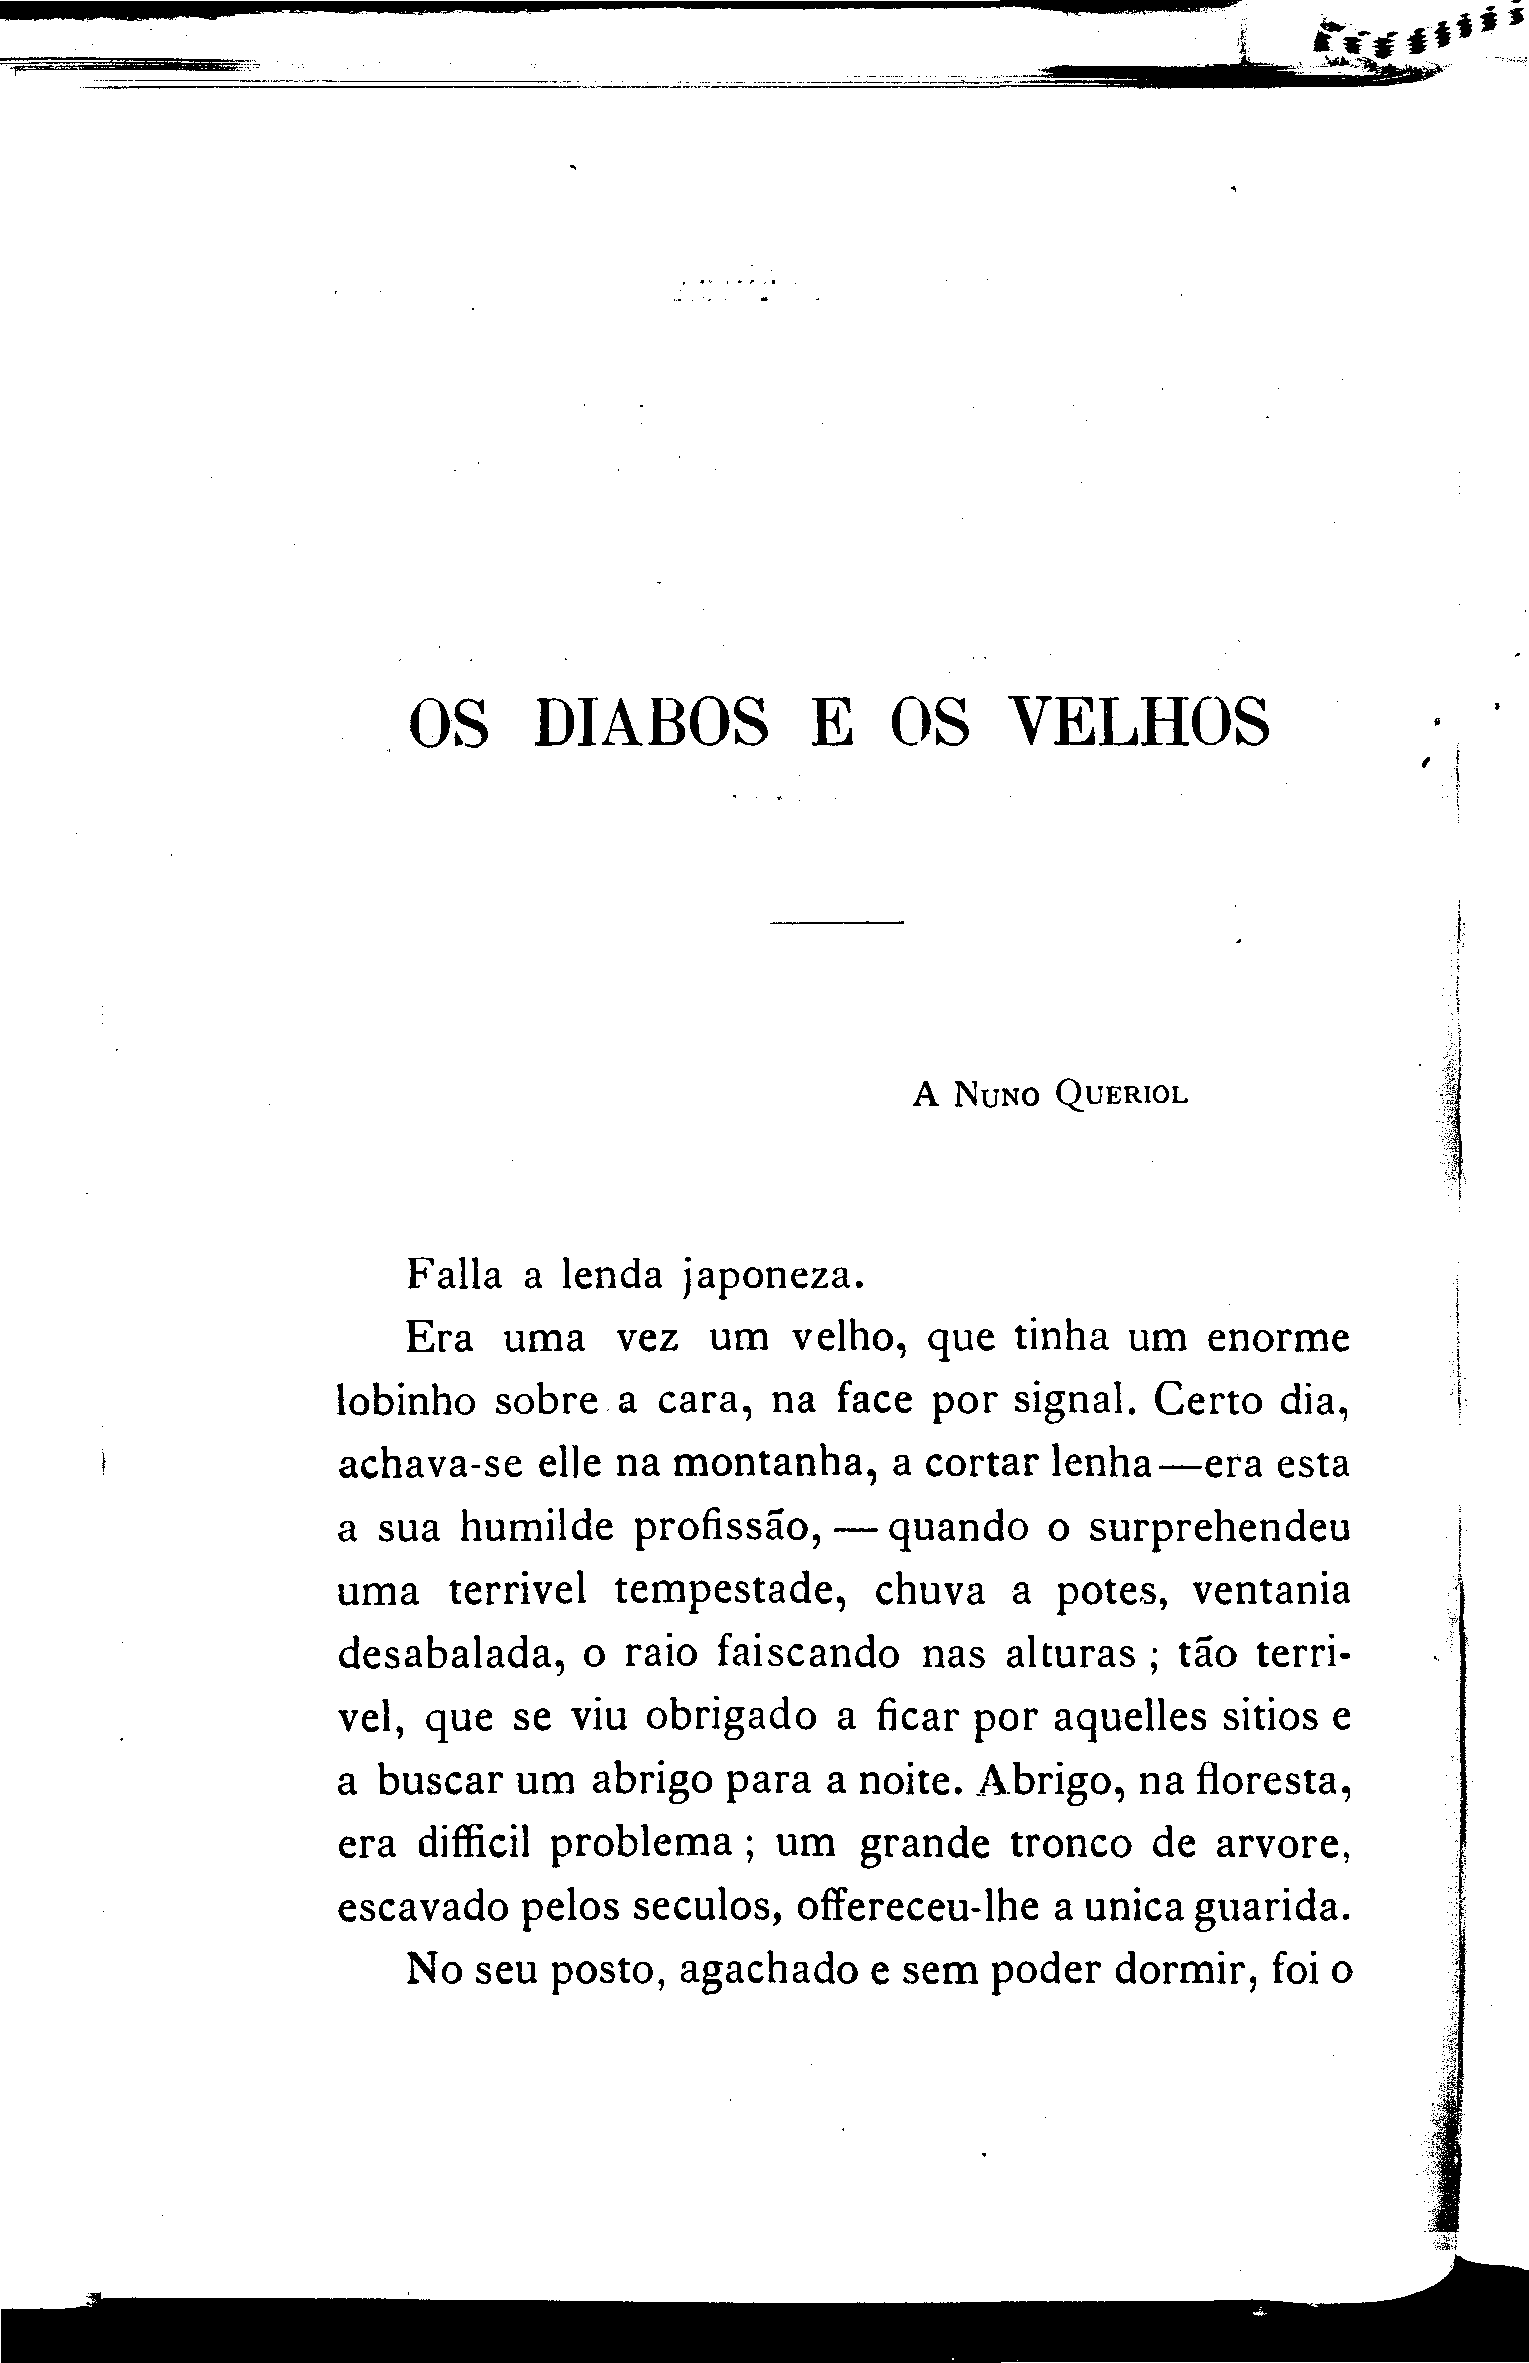 OS DIABOS E OS VELHOS
A NUNO QUERIOL
Falla a lenda japoneza.
Era uma vez um velho, que tinha um enorme
lobinho sobre a cara, na face por signal. Certo dia,
achava-se elle na montanha, a cortar lenha—era esta
a sua humilde profissão, — quando o surprehendeu
uma terrivel tempestade, chuva a potes, ventania
desabalada, o raio faiscando nas alturas ; tão terri-
vel, que se viu obrigado a ficar por aquelles sitios e
a buscar um abrigo para a noite. Abrigo, na floresta,
era difficil problema ; um grande tronco de arvore,
escavado pelos seculos, offereceu-lhe a unica guarida.
No seu posto, agachado e sem poder dormir, foi o